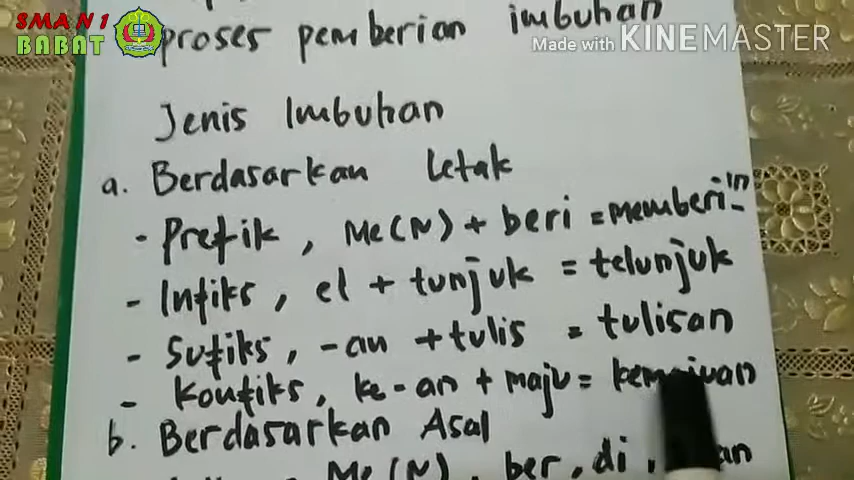 SMAN 1
BABAT
proses pemberian imbuhan
Made with KINEMASTER
Jenis Imbuhan
a. Berdasarkan letak
- Prefik, Me(N) + beri = memberi
- Infiks, el + tunjuk = telunjuk
- Sufiks, -an + tulis = tulisan
- Konfiks, ke-an + maju = kemajuan
b. Berdasarkan Asal
Me(N), ber, di,